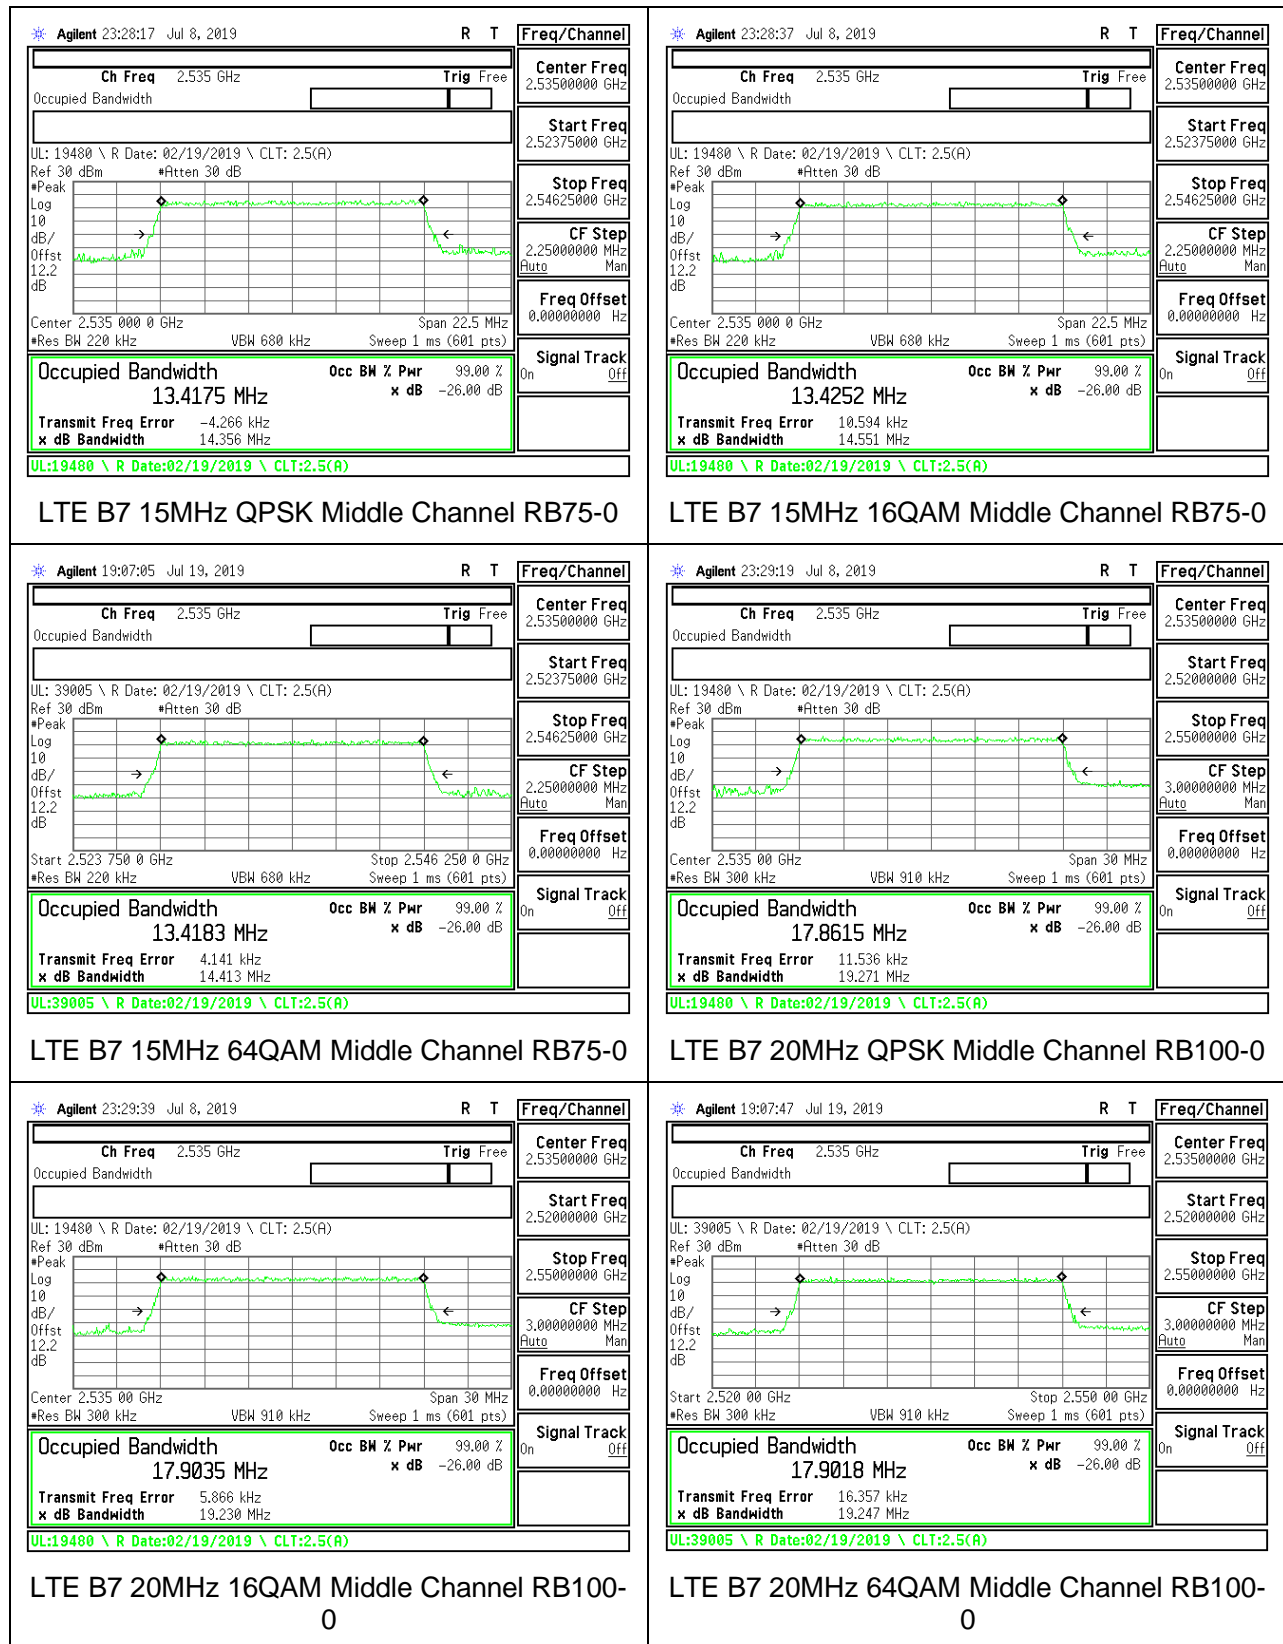 Agilent 23:28:17 Jul 8, 2019 R T Freq/Channel
Ch Freq 2.535 GHz Trig Free
Occupied Bandwidth
Center Freq
2.53500000 GHz
Start Freq
2.52375000 GHz
Stop Freq
2.54625000 GHz
CF Step
2.25000000 MHz
Auto Man
Freq Offset
0.00000000 Hz
Signal Track
On Off
UL: 19480 \ R Date: 02/19/2019 \ CLT: 2.5(A)
Ref 30 dBm #Atten 30 dB
#Peak
Log
10
dB/
Offst
12.2
dB
Center 2.535 000 0 GHz Span 22.5 MHz
#Res BW 220 kHz VBW 680 kHz Sweep 1 ms (601 pts)
Occupied Bandwidth Occ BW % Pwr 99.00 %
13.4175 MHz x dB -26.00 dB
Transmit Freq Error -4.266 kHz
x dB Bandwidth 14.356 MHz
UL:19480 \ R Date:02/19/2019 \ CLT:2.5(A)
LTE B7 15MHz QPSK Middle Channel RB75-0
Agilent 23:28:37 Jul 8, 2019 R T Freq/Channel
Ch Freq 2.535 GHz Trig Free
Occupied Bandwidth
Center Freq
2.53500000 GHz
Start Freq
2.52375000 GHz
Stop Freq
2.54625000 GHz
CF Step
2.25000000 MHz
Auto Man
Freq Offset
0.00000000 Hz
Signal Track
On Off
UL: 19480 \ R Date: 02/19/2019 \ CLT: 2.5(A)
Ref 30 dBm #Atten 30 dB
#Peak
Log
10
dB/
Offst
12.2
dB
Center 2.535 000 0 GHz Span 22.5 MHz
#Res BW 220 kHz VBW 680 kHz Sweep 1 ms (601 pts)
Occupied Bandwidth Occ BW % Pwr 99.00 %
13.4252 MHz x dB -26.00 dB
Transmit Freq Error 10.594 kHz
x dB Bandwidth 14.551 MHz
UL:19480 \ R Date:02/19/2019 \ CLT:2.5(A)
LTE B7 15MHz 16QAM Middle Channel RB75-0
Agilent 19:07:05 Jul 19, 2019 R T Freq/Channel
Ch Freq 2.535 GHz Trig Free
Occupied Bandwidth
Center Freq
2.53500000 GHz
Start Freq
2.52375000 GHz
Stop Freq
2.54625000 GHz
CF Step
2.25000000 MHz
Auto Man
Freq Offset
0.00000000 Hz
Signal Track
On Off
UL: 39005 \ R Date: 02/19/2019 \ CLT: 2.5(A)
Ref 30 dBm #Atten 30 dB
#Peak
Log
10
dB/
Offst
12.2
dB
Start 2.523 750 0 GHz Stop 2.546 250 0 GHz
#Res BW 220 kHz VBW 680 kHz Sweep 1 ms (601 pts)
Occupied Bandwidth Occ BW % Pwr 99.00 %
13.4183 MHz x dB -26.00 dB
Transmit Freq Error 4.141 kHz
x dB Bandwidth 14.413 MHz
UL:39005 \ R Date:02/19/2019 \ CLT:2.5(A)
LTE B7 15MHz 64QAM Middle Channel RB75-0
Agilent 23:29:19 Jul 8, 2019 R T Freq/Channel
Ch Freq 2.535 GHz Trig Free
Occupied Bandwidth
Center Freq
2.53500000 GHz
Start Freq
2.52000000 GHz
Stop Freq
2.55000000 GHz
CF Step
3.00000000 MHz
Auto Man
Freq Offset
0.00000000 Hz
Signal Track
On Off
UL: 19480 \ R Date: 02/19/2019 \ CLT: 2.5(A)
Ref 30 dBm #Atten 30 dB
#Peak
Log
10
dB/
Offst
12.2
dB
Center 2.535 00 GHz Span 30 MHz
#Res BW 300 kHz VBW 910 kHz Sweep 1 ms (601 pts)
Occupied Bandwidth Occ BW % Pwr 99.00 %
17.8615 MHz x dB -26.00 dB
Transmit Freq Error 11.536 kHz
x dB Bandwidth 19.271 MHz
UL:19480 \ R Date:02/19/2019 \ CLT:2.5(A)
LTE B7 20MHz QPSK Middle Channel RB100-0
Agilent 23:29:39 Jul 8, 2019 R T Freq/Channel
Ch Freq 2.535 GHz Trig Free
Occupied Bandwidth
Center Freq
2.53500000 GHz
Start Freq
2.52000000 GHz
Stop Freq
2.55000000 GHz
CF Step
3.00000000 MHz
Auto Man
Freq Offset
0.00000000 Hz
Signal Track
On Off
UL: 19480 \ R Date: 02/19/2019 \ CLT: 2.5(A)
Ref 30 dBm #Atten 30 dB
#Peak
Log
10
dB/
Offst
12.2
dB
Center 2.535 00 GHz Span 30 MHz
#Res BW 300 kHz VBW 910 kHz Sweep 1 ms (601 pts)
Occupied Bandwidth Occ BW % Pwr 99.00 %
17.9035 MHz x dB -26.00 dB
Transmit Freq Error 5.866 kHz
x dB Bandwidth 19.230 MHz
UL:19480 \ R Date:02/19/2019 \ CLT:2.5(A)
LTE B7 20MHz 16QAM Middle Channel RB100-
0
Agilent 19:07:47 Jul 19, 2019 R T Freq/Channel
Ch Freq 2.535 GHz Trig Free
Occupied Bandwidth
Center Freq
2.53500000 GHz
Start Freq
2.52000000 GHz
Stop Freq
2.55000000 GHz
CF Step
3.00000000 MHz
Auto Man
Freq Offset
0.00000000 Hz
Signal Track
On Off
UL: 39005 \ R Date: 02/19/2019 \ CLT: 2.5(A)
Ref 30 dBm #Atten 30 dB
#Peak
Log
10
dB/
Offst
12.2
dB
Start 2.520 00 GHz Stop 2.550 00 GHz
#Res BW 300 kHz VBW 910 kHz Sweep 1 ms (601 pts)
Occupied Bandwidth Occ BW % Pwr 99.00 %
17.9018 MHz x dB -26.00 dB
Transmit Freq Error 16.357 kHz
x dB Bandwidth 19.247 MHz
UL:39005 \ R Date:02/19/2019 \ CLT:2.5(A)
LTE B7 20MHz 64QAM Middle Channel RB100-
0